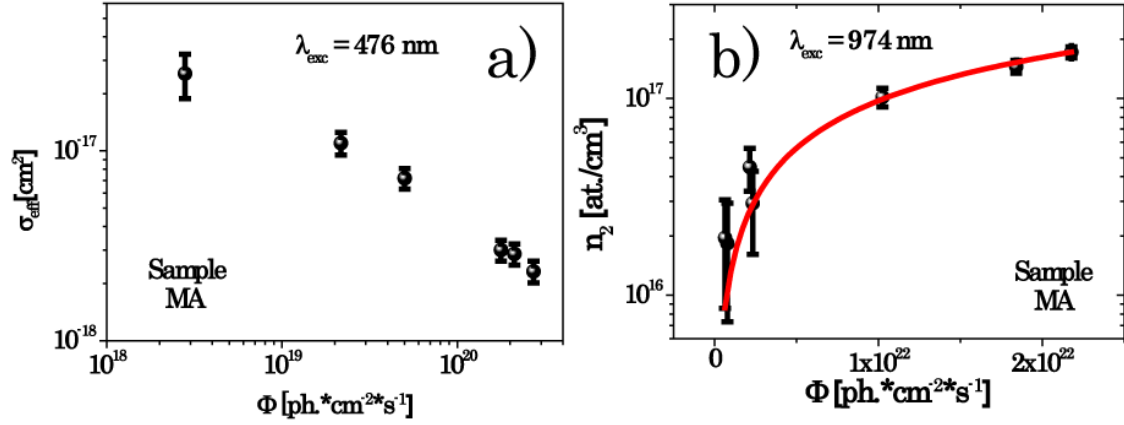 a)
λexc = 476 nm
σeff[cm²]
10⁻¹⁷
10⁻¹⁸
Sample
MA
10¹⁸
10¹⁹
10²⁰
Φ [ph.*cm⁻²*s⁻¹]
b)
λexc = 974 nm
n₂ [at./cm³]
10¹⁷
10¹⁶
Sample
MA
0
1x10²²
2x10²²
Φ [ph.*cm⁻²*s⁻¹]